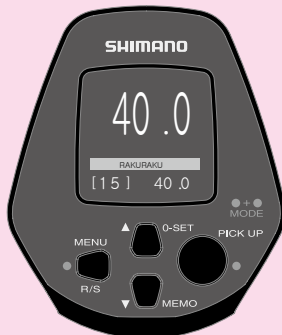 SHIMANO
40.0
RAKURAKU
[15] 40.0
●+●
MODE
▲ 0-SET
PICK UP
MENU
R/S
▼ MEMO